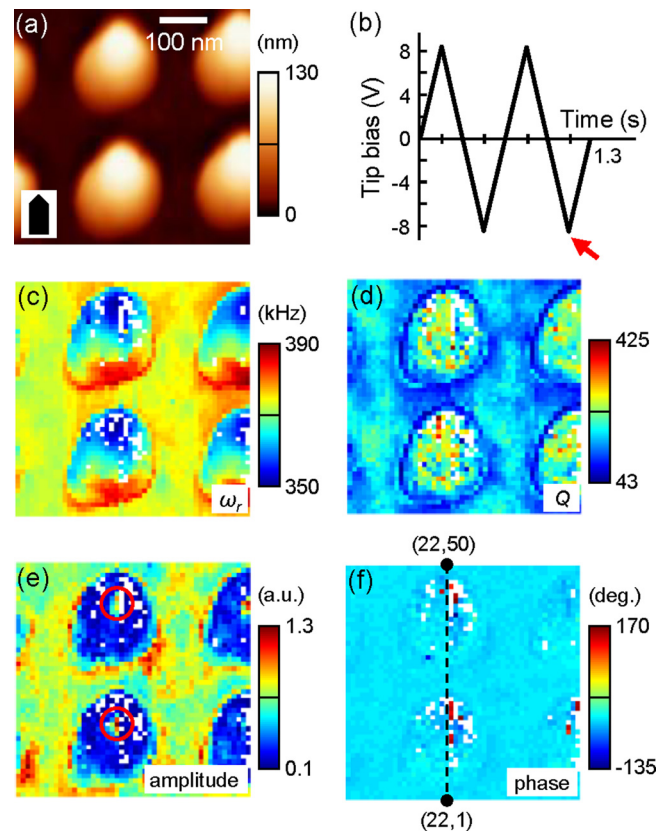 (a)
100 nm
(nm)
130
0
(b)
Tip bias (V)
8
4
0
-4
-8
Time (s)
1.3
(c)
(kHz)
390
350
ωr
(d)
425
43
Q
(e)
(a.u.)
1.3
0.1
amplitude
(f)
(22,50)
(deg.)
170
-135
phase
(22,1)